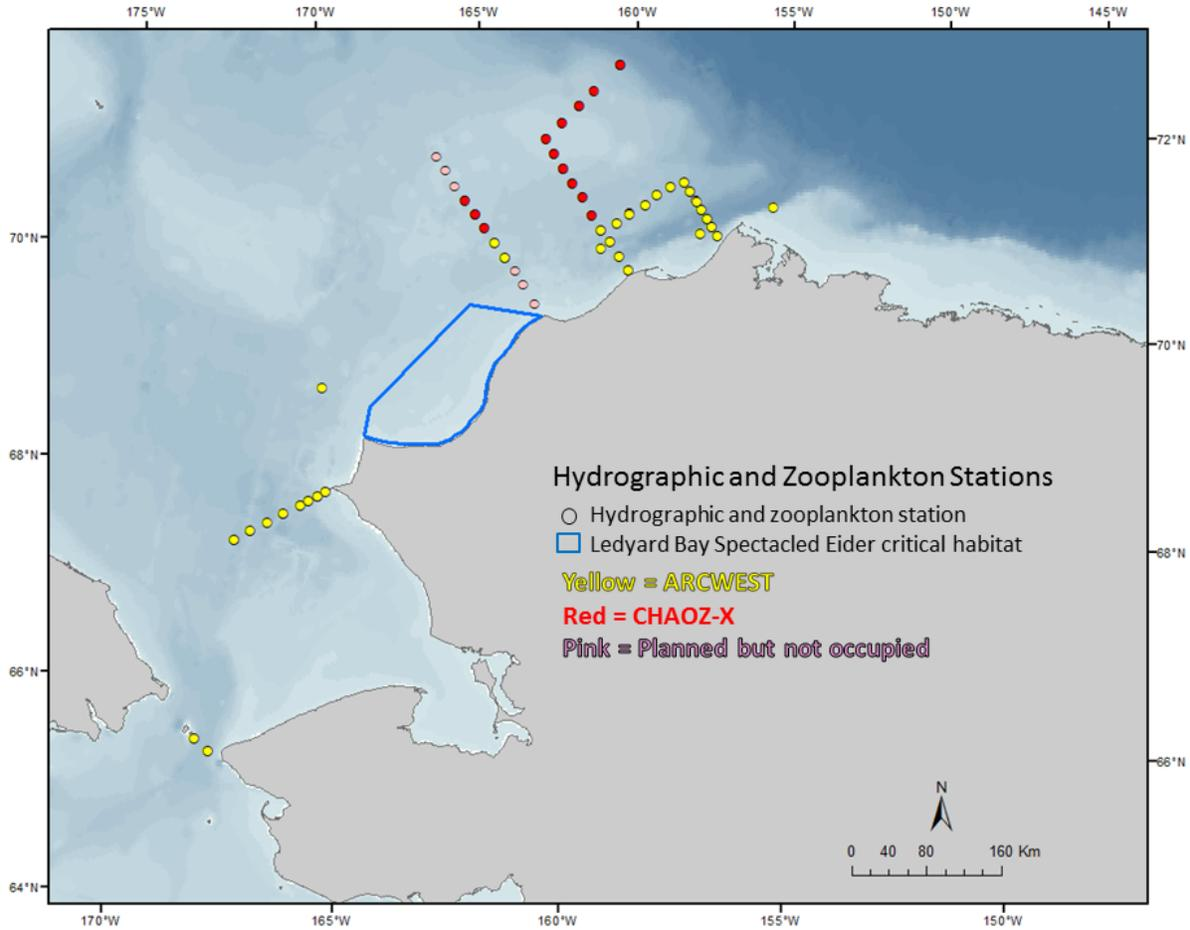 175°W 170°W 165°W 160°W 155°W 150°W 145°W
72°N
70°N
70°N
68°N
68°N
66°N
66°N
64°N
Hydrographic and Zooplankton Stations
Hydrographic and zooplankton station
Ledyard Bay Spectacled Eider critical habitat
Yellow = ARCWEST
Red = CHAOZ-X
Pink = Planned but not occupied
N
0 40 80 160 Km
170°W 165°W 160°W 155°W 150°W